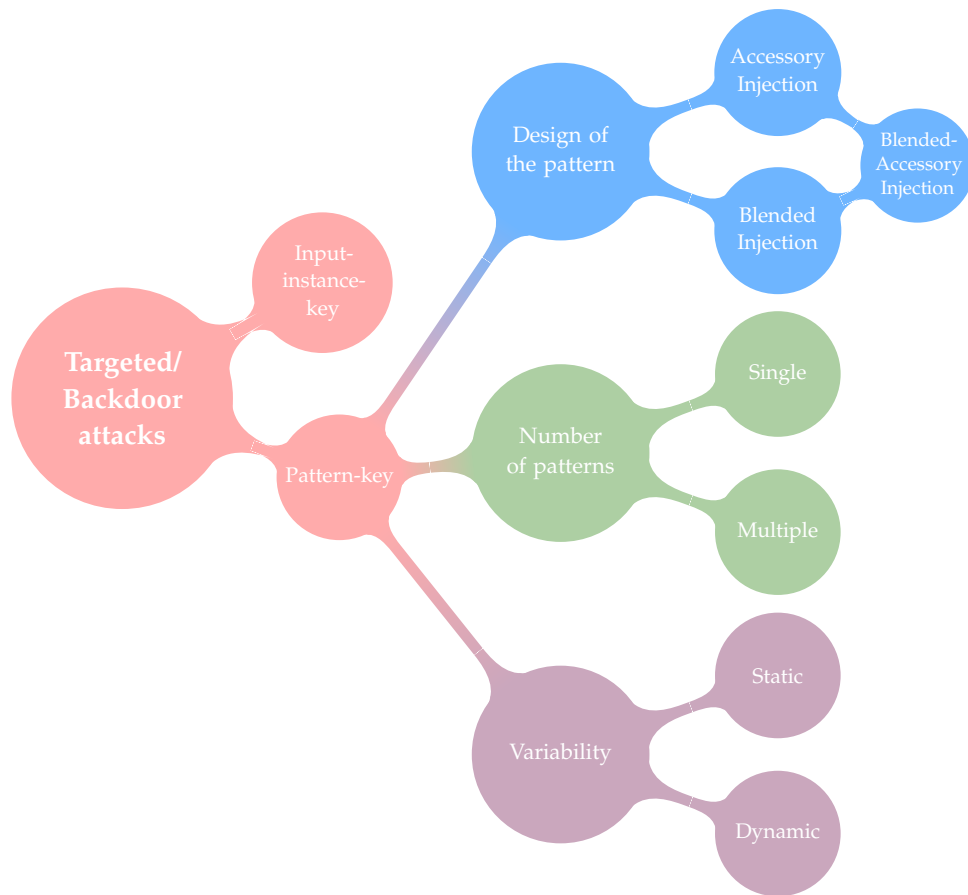 Targeted/
Backdoor
attacks
Input-
instance-
key
Pattern-key
Design of
the pattern
Accessory
Injection
Blended
Injection
Blended-
Accessory
Injection
Number
of patterns
Single
Multiple
Variability
Static
Dynamic